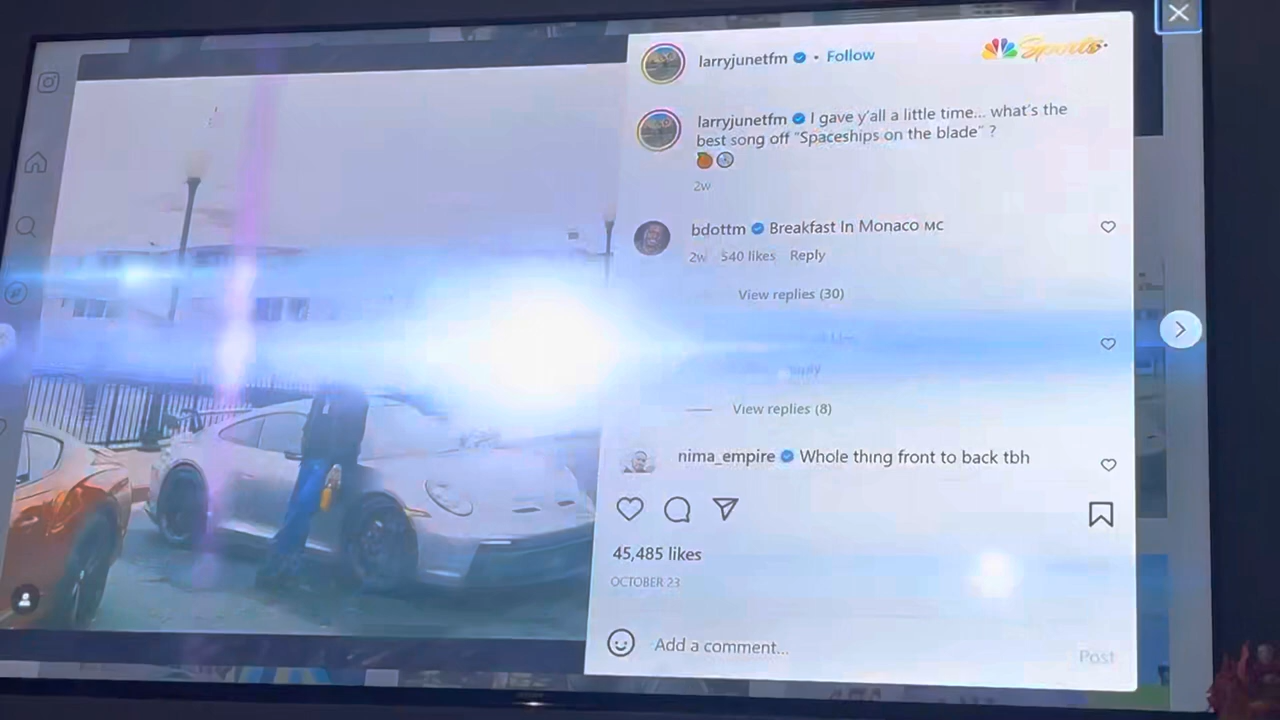 larryjunetfm • Follow
Sports
larryjunetfm I gave y'all a little time... what's the
best song off "Spaceships on the blade" ?
2w
bdottm Breakfast In Monaco MC
2w 540 likes Reply
View replies (30)
View replies (8)
nima_empire Whole thing front to back tbh
45,485 likes
OCTOBER 23
Add a comment...
Post